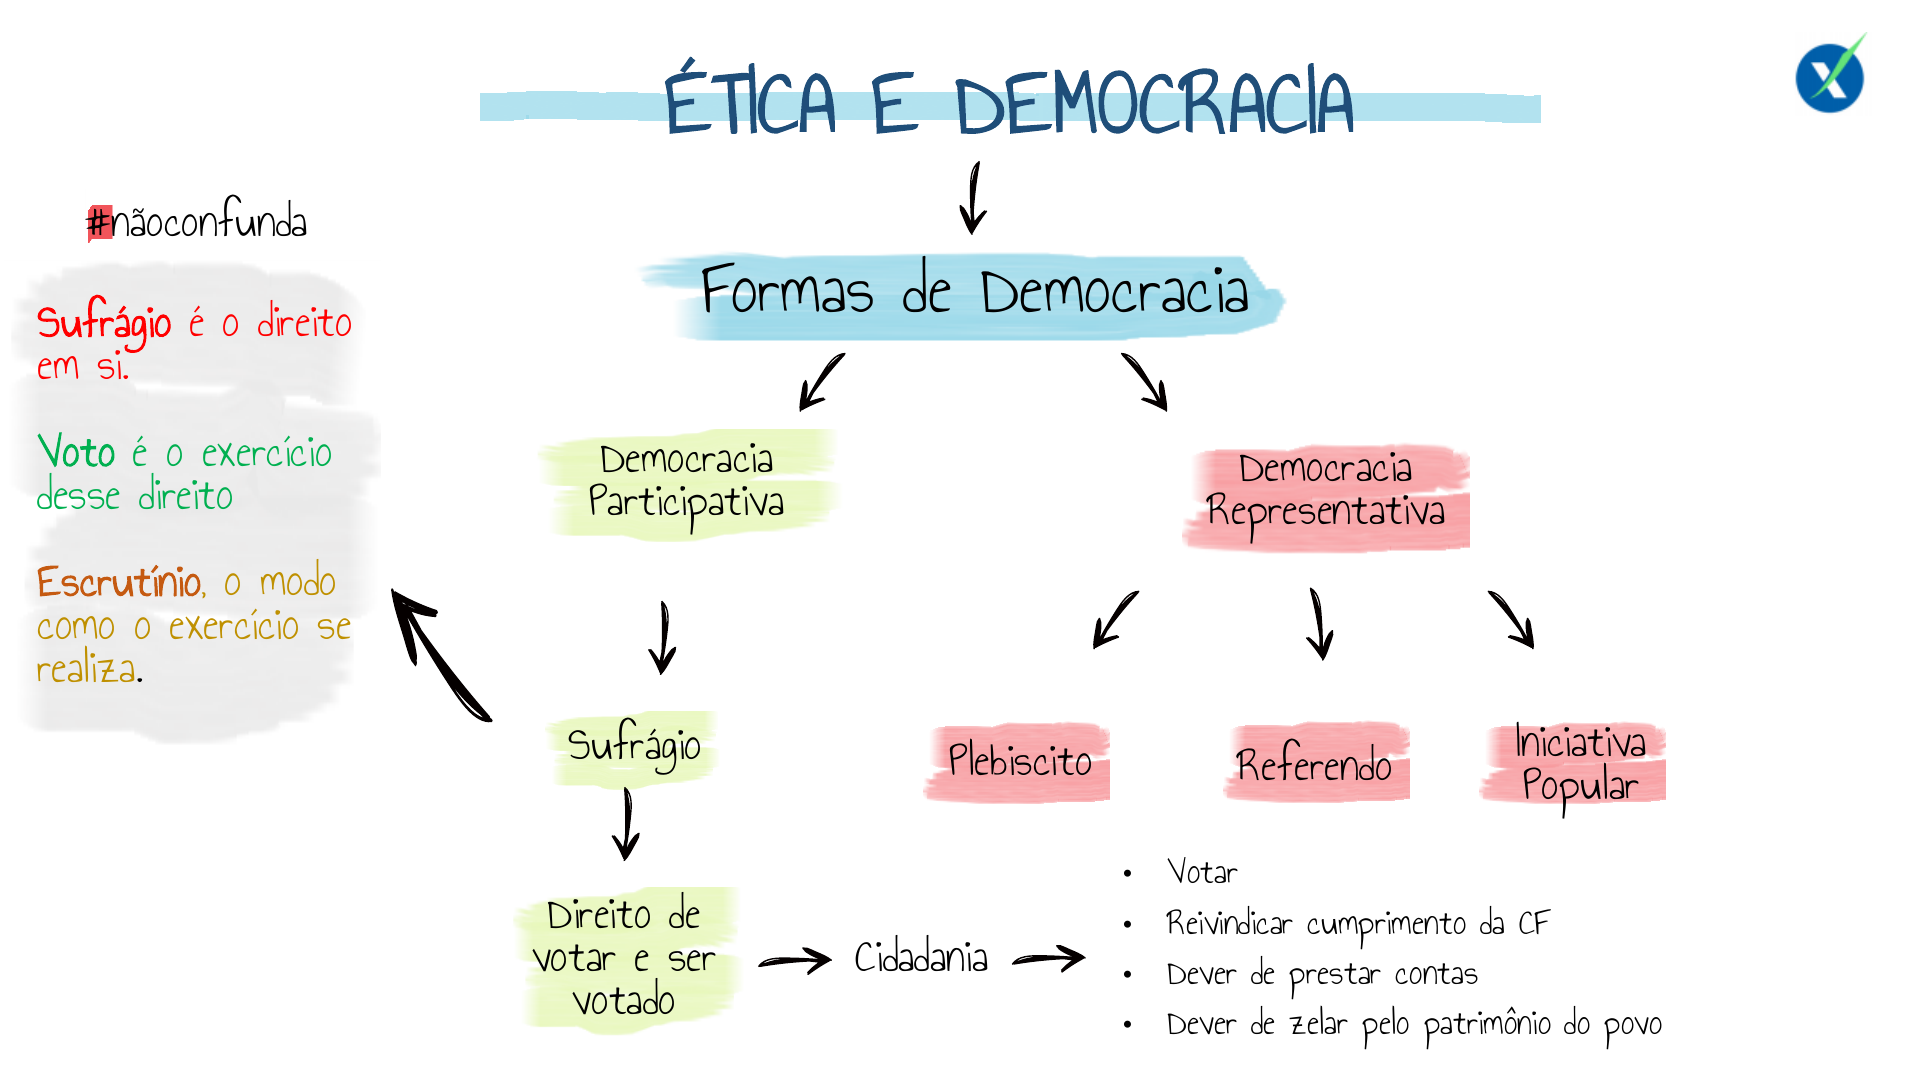 ÉTICA E DEMOCRACIA
#nãoconfunda
Sufrágio é o direito
em si.
Voto é o exercício
desse direito
Escrutínio, o modo
como o exercício se
realiza.
Formas de Democracia
Democracia
Participativa
Democracia
Representativa
Sufrágio
Plebiscito
Referendo
Iniciativa
Popular
Direito de
votar e ser
votado
Cidadania
• Votar
• Reivindicar cumprimento da CF
• Dever de prestar contas
• Dever de zelar pelo patrimônio do povo